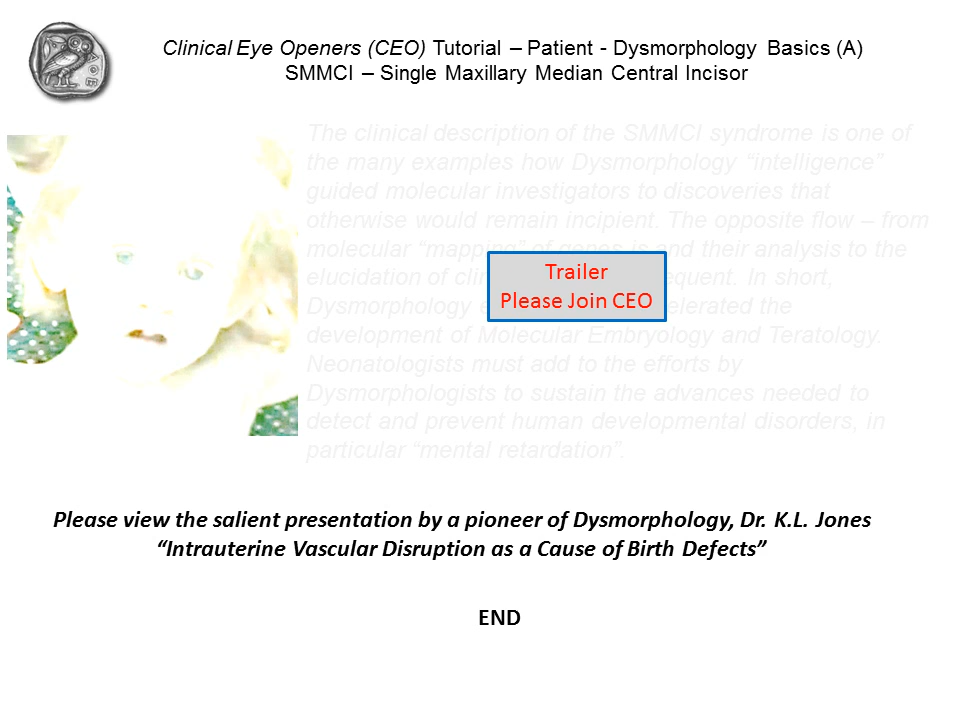 Clinical Eye Openers (CEO) Tutorial – Patient - Dysmorphology Basics (A)
SMMCI – Single Maxillary Median Central Incisor
The clinical description of the SMMCI syndrome is one of
the many examples how Dysmorphology “intelligence”
guided molecular investigators to discoveries that
otherwise would remain incipient. The opposite flow – from
molecular “mapping” of genes is and their analysis to the
elucidation of
In short,
Dysmorphology
the
development of Molecular Embryology and Teratology.
Neonatologists must add to the efforts by
Dysmorphologists to sustain the advances needed to
detect and prevent human developmental disorders, in
particular “mental retardation”.
Trailer
Please Join CEO
Please view the salient presentation by a pioneer of Dysmorphology, Dr. K.L. Jones
“Intrauterine Vascular Disruption as a Cause of Birth Defects”
END